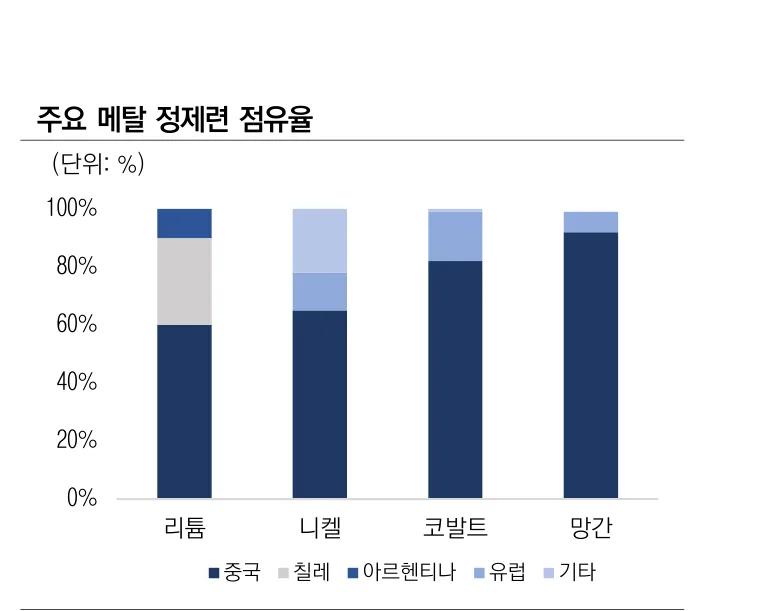 주요 메탈 정제련 점유율
(단위: %)
100%
80%
60%
40%
20%
0%
리튬 니켈 코발트 망간
중국 칠레 아르헨티나 유럽 기타